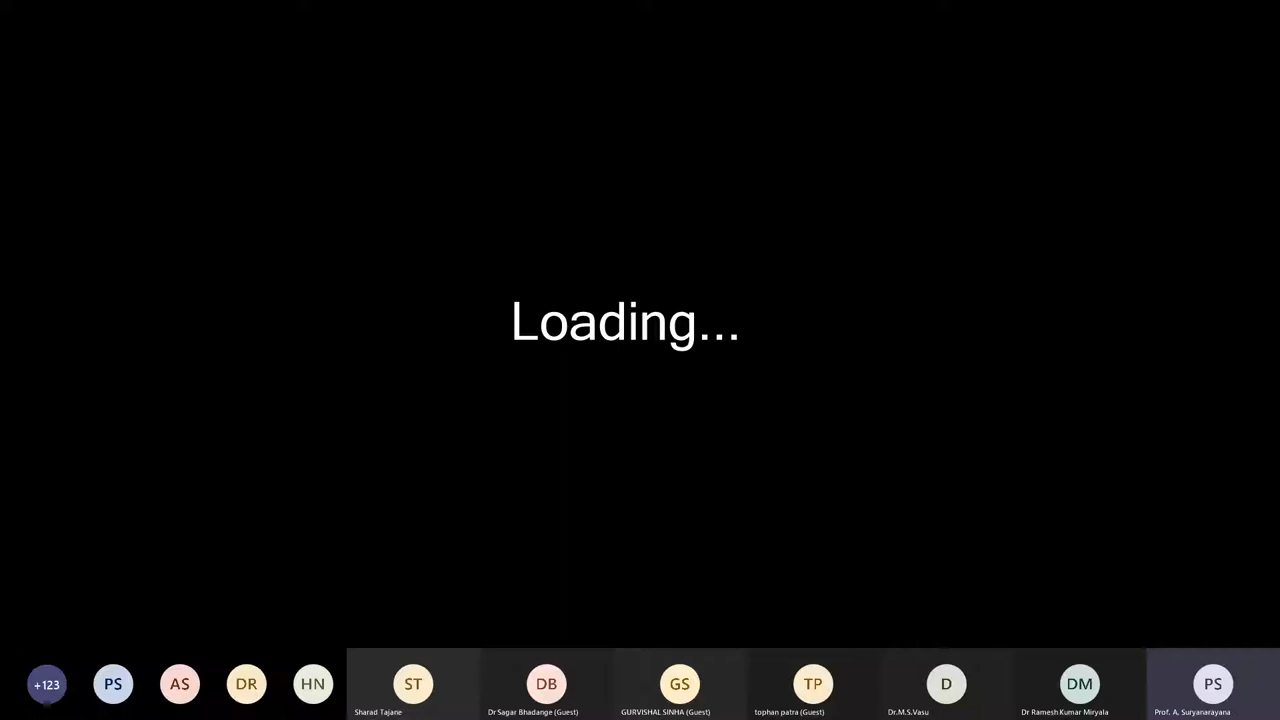 Loading...
+123 PS AS DR HN ST DB GS TP D DM PS
Sharad Tajane Dr Sagar Bhadange (Guest) GURVISHAL SINHA (Guest) tophan patra (Guest) Dr.M.S.Vasu Dr Ramesh Kumar Miryala Prof. A. Suryanarayana